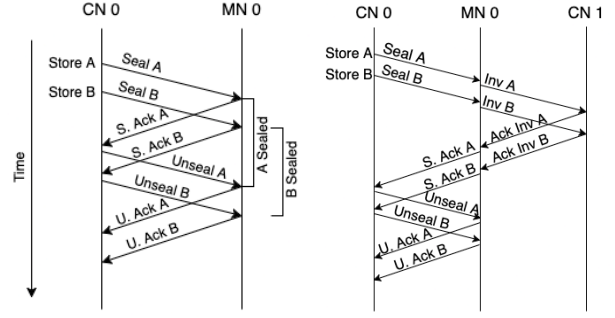 CN 0
MN 0
Store A
Seal A
Store B
Seal B
S. Ack A
S. Ack B
Unseal A
Unseal B
U. Ack A
U. Ack B
A Sealed
B Sealed
Time
CN 0
MN 0
CN 1
Store A
Seal A
Store B
Seal B
Inv A
Inv B
Ack Inv A
Ack Inv B
S. Ack A
S. Ack B
Unseal A
Unseal B
U. Ack A
U. Ack B